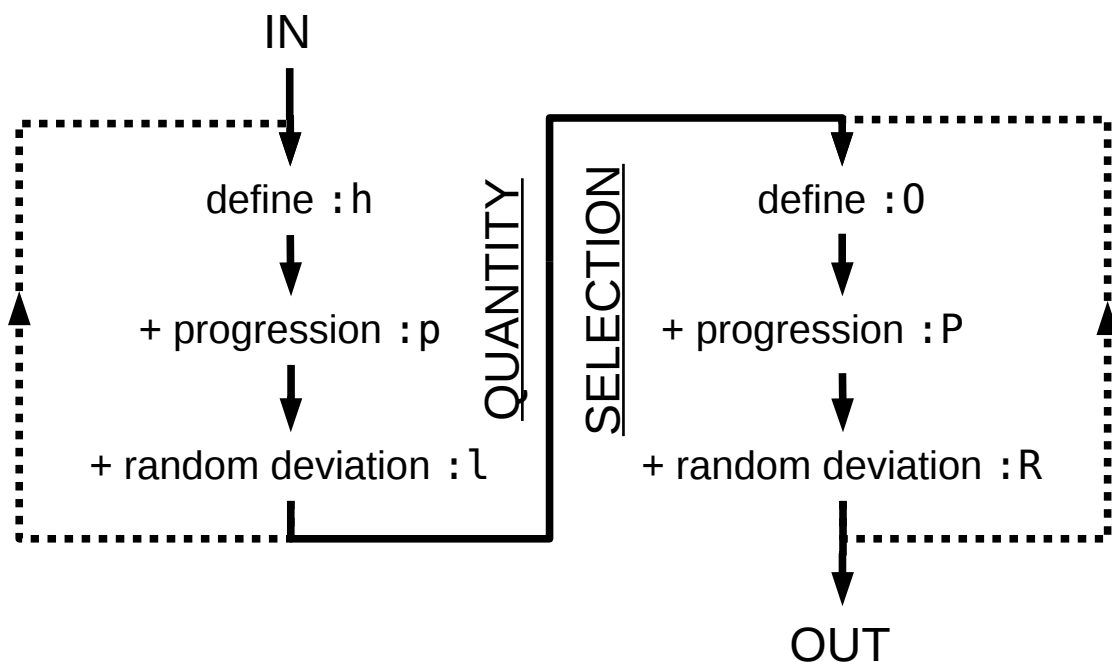 IN
define :h
+ progression :p
+ random deviation :l
QUANTITY
SELECTION
define :O
+ progression :P
+ random deviation :R
OUT